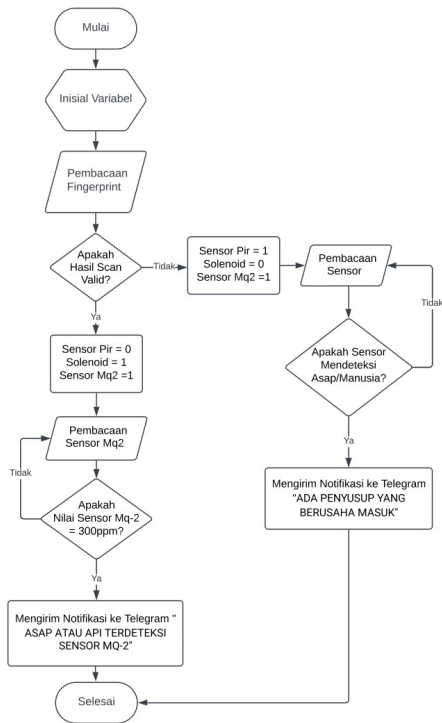 Mulai
Inisial Variabel
Pembacaan
Fingerprint
Apakah
Hasil Scan
Valid?
Tidak
Sensor Pir = 1
Solenoid = 0
Sensor Mq2 =1
Pembacaan
Sensor
Tidak
Apakah Sensor
Mendeteksi
Asap/Manusia?
Ya
Mengirim Notifikasi ke Telegram
"ADA PENYUSUP YANG
BERUSAHA MASUK"
Ya
Sensor Pir = 0
Solenoid = 1
Sensor Mq2 =1
Pembacaan
Sensor Mq2
Tidak
Apakah
Nilai Sensor Mq-2
= 300ppm?
Ya
Mengirim Notifikasi ke Telegram "
ASAP ATAU API TERDETEKSI
SENSOR MQ-2"
Selesai